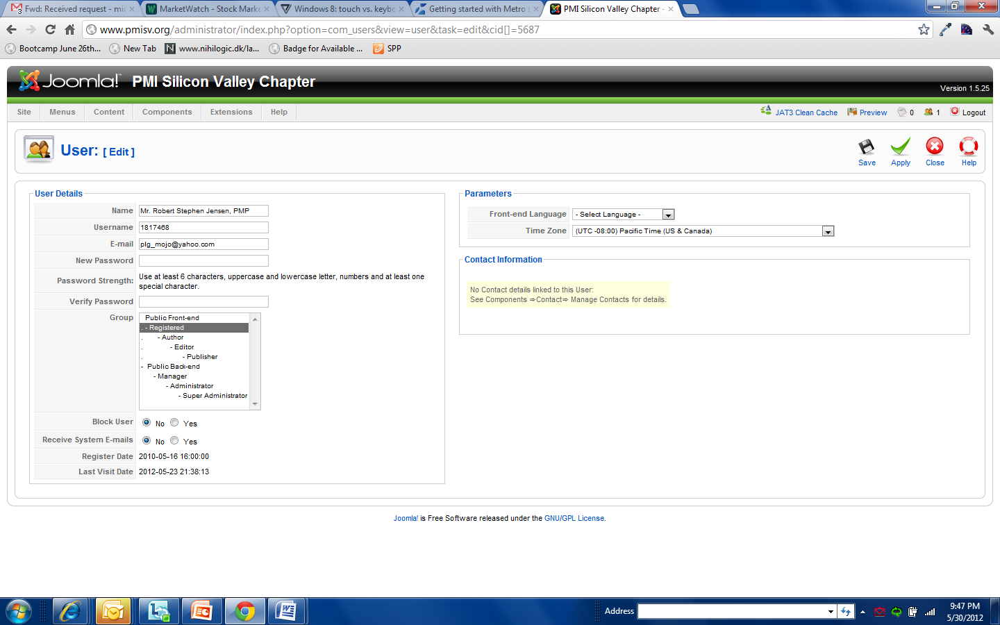 Fwd: Received request - mic
MarketWatch - Stock Marke
Windows 8: touch vs. keybo
Getting started with Metro s
PMI Silicon Valley Chapter -
www.pmisv.org/administrator/index.php?option=com_users&view=user&task=edit&cid[]=5687
Bootcamp June 26th...
New Tab
www.nihilogic.dk/la...
Badge for Available ...
SPP
Joomla!™ PMI Silicon Valley Chapter
Version 1.5.25
Site Menus Content Components Extensions Help
JAT3 Clean Cache Preview 0 1 Logout
User: [ Edit ]
Save Apply Close Help
User Details
Name Mr. Robert Stephen Jensen, PMP
Username 1817468
E-mail plg_mojo@yahoo.com
New Password
Password Strength: Use at least 6 characters, uppercase and lowercase letter, numbers and at least one
special character.
Verify Password
Group Public Front-end
. - Registered
. - Author
. - Editor
. - Publisher
- Public Back-end
- Manager
- Administrator
- Super Administrator
Block User No Yes
Receive System E-mails No Yes
Register Date 2010-05-16 16:00:00
Last Visit Date 2012-05-23 21:38:13
Parameters
Front-end Language - Select Language -
Time Zone (UTC -08:00) Pacific Time (US & Canada)
Contact Information
No Contact details linked to this User:
See Components ⇒Contact⇒ Manage Contacts for details.
Joomla! is Free Software released under the GNU/GPL License.
Address
9:47 PM
5/30/2012